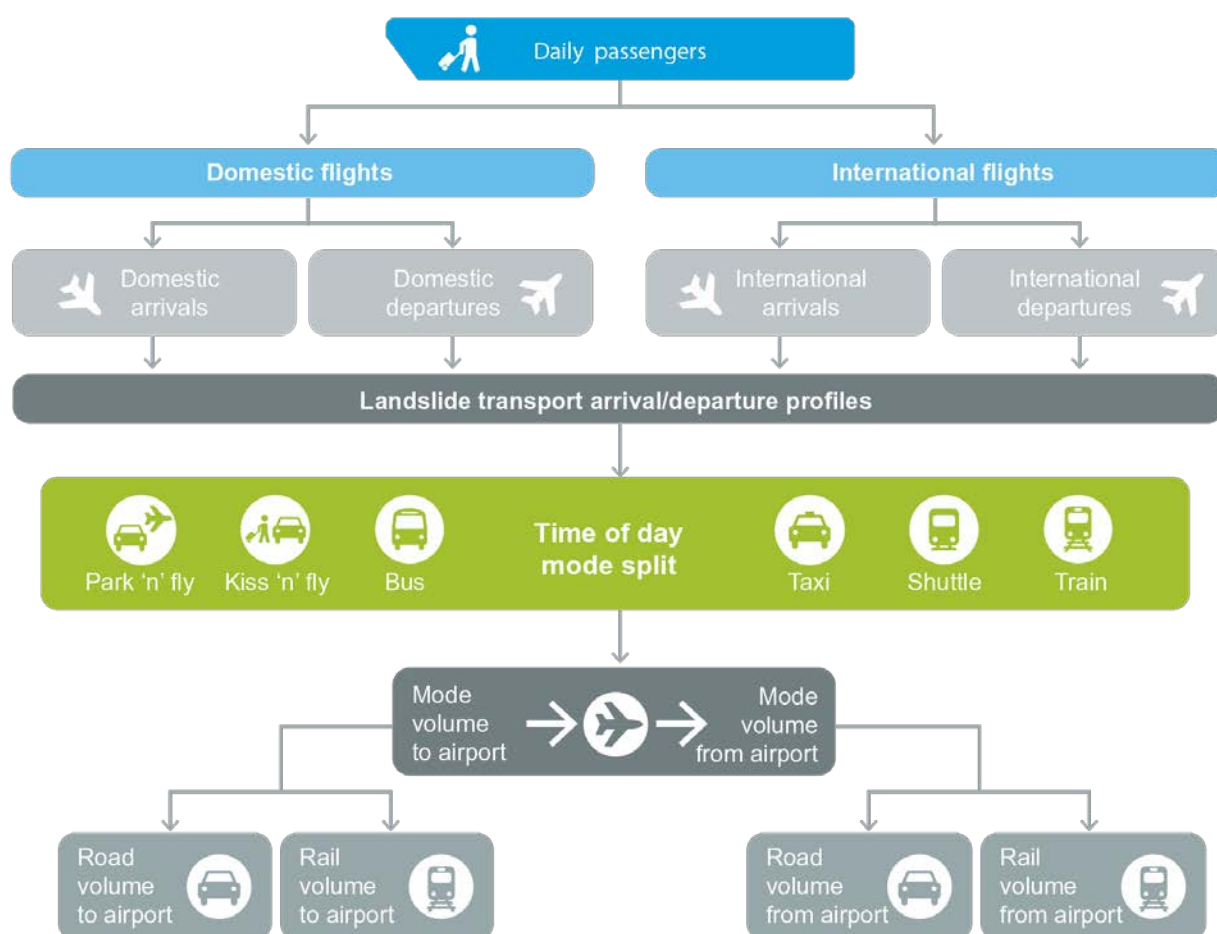 Daily passengers
Domestic flights
International flights
Domestic
arrivals
Domestic
departures
International
arrivals
International
departures
Landslide transport arrival/departure profiles
Park ‘n’ fly
Kiss ‘n’ fly
Bus
Time of day
mode split
Taxi
Shuttle
Train
Mode
volume
to airport
Mode
volume
from airport
Road
volume
to airport
Rail
volume
to airport
Road
volume
from airport
Rail
volume
from airport